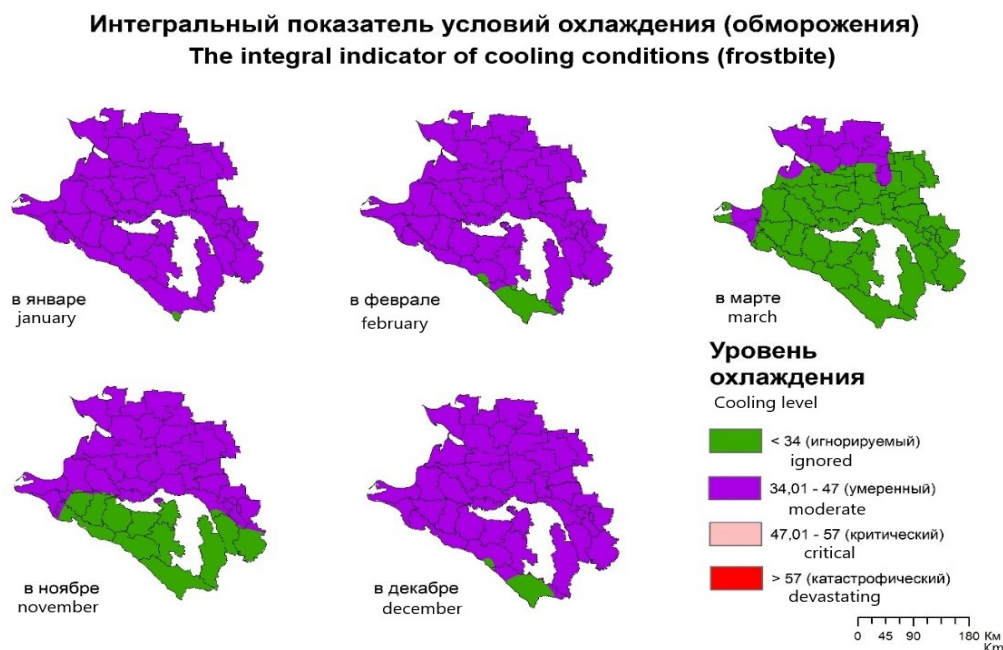 Интегральный показатель условий охлаждения (обморожения)
The integral indicator of cooling conditions (frostbite)
в январе
january
в феврале
february
в марте
march
в ноябре
november
в декабре
december
Уровень
охлаждения
Cooling level
< 34 (игнорируемый)
ignored
34,01 - 47 (умеренный)
moderate
47,01 - 57 (критический)
critical
> 57 (катастрофический)
devastating
0 45 90 180 Км
Km